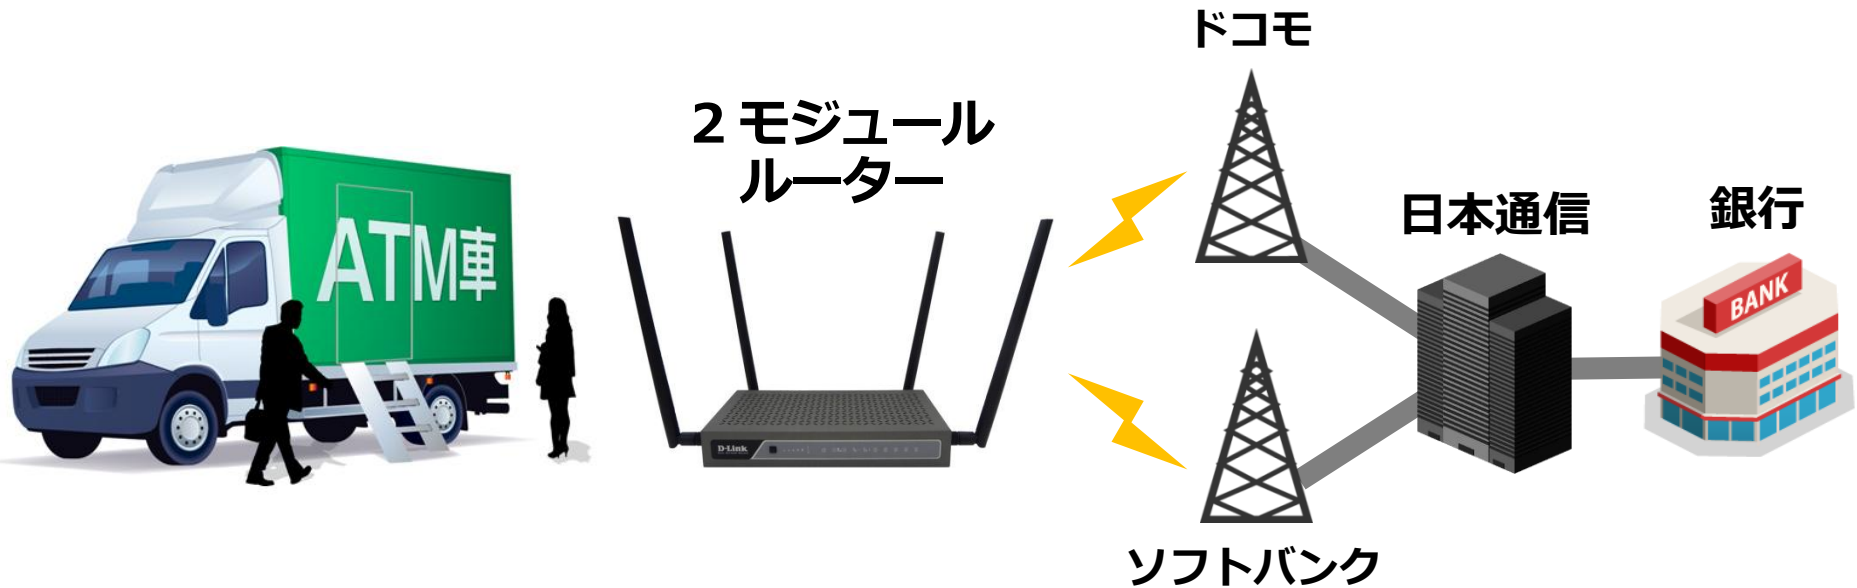 ドコモ
2モジュール
ルーター
日本通信
銀行
ATM車
BANK
D-Link
ソフトバンク